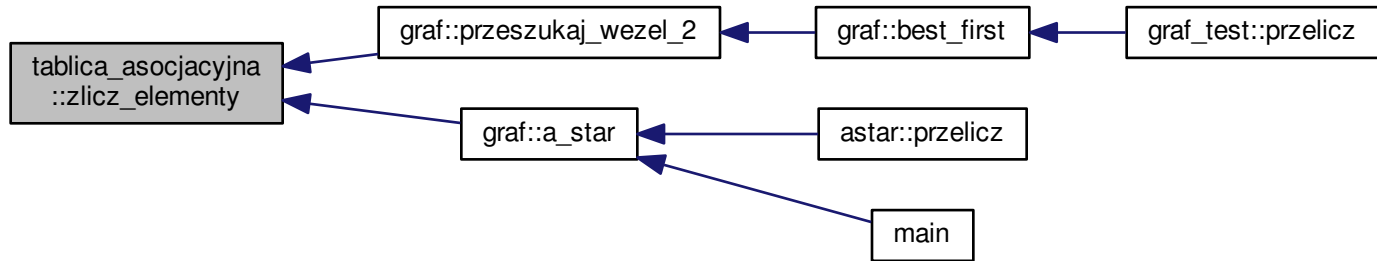 tablica_asocjacyjna
::zlicz_elementy
graf::przeszukaj_wezel_2
graf::best_first
graf_test::przelicz
graf::a_star
astar::przelicz
main